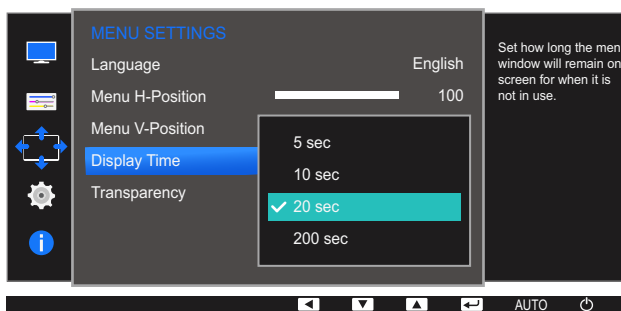 MENU SETTINGS
Language English
Menu H-Position 100
Menu V-Position
Display Time
Transparency
5 sec
10 sec
20 sec
200 sec
Set how long the men
window will remain on
screen for when it is
not in use.
AUTO